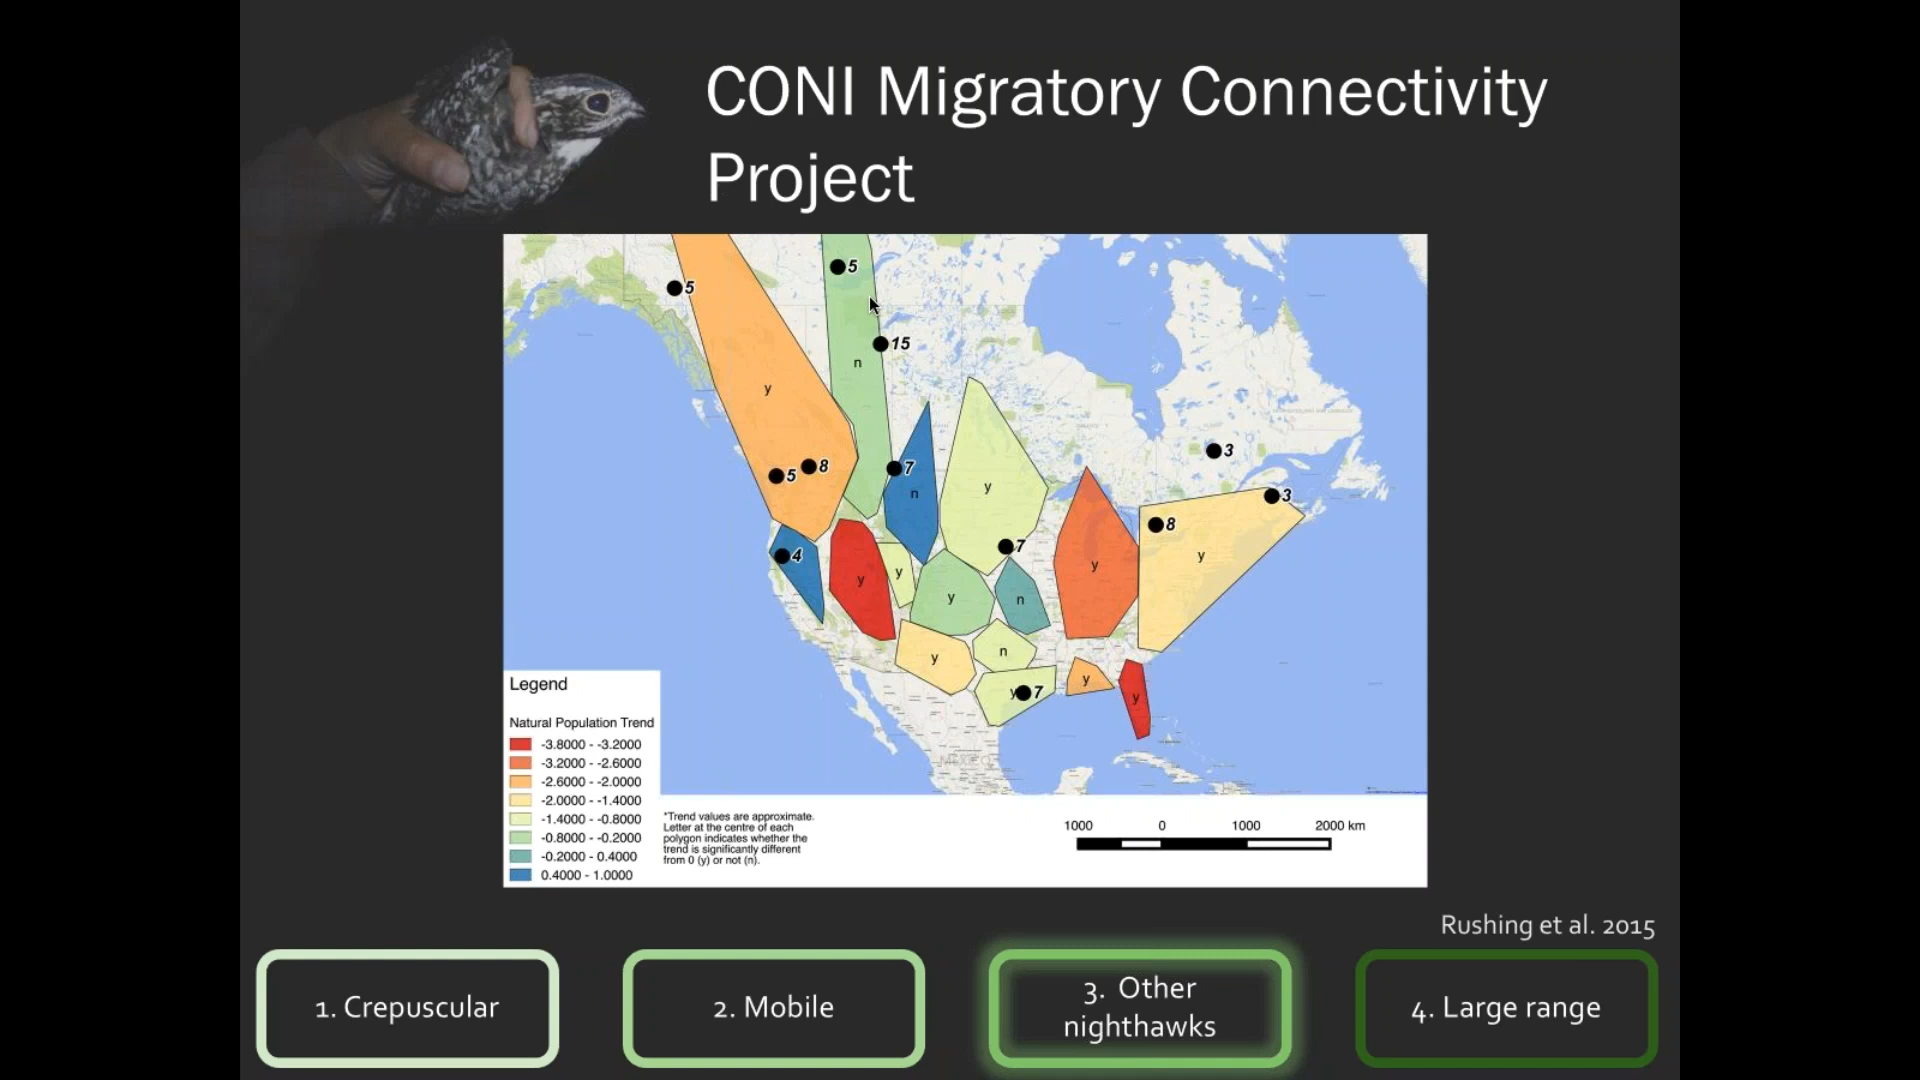 CONI Migratory Connectivity
Project
5
5
15
n
y
3
8
5
7
n
y
3
8
7
4
y
y
y
y
y
n
y
n
y
y
y
7
y
Legend
Natural Population Trend
-3.8000 - -3.2000
-3.2000 - -2.6000
-2.6000 - -2.0000
-2.0000 - -1.4000
-1.4000 - -0.8000
-0.8000 - -0.2000
-0.2000 - 0.4000
0.4000 - 1.0000
*Trend values are approximate.
Letter at the centre of each
polygon indicates whether the
trend is significantly different
from 0 (y) or not (n).
1000 0 1000 2000 km
MEXICO
Rushing et al. 2015
1. Crepuscular
2. Mobile
3. Other
nighthawks
4. Large range